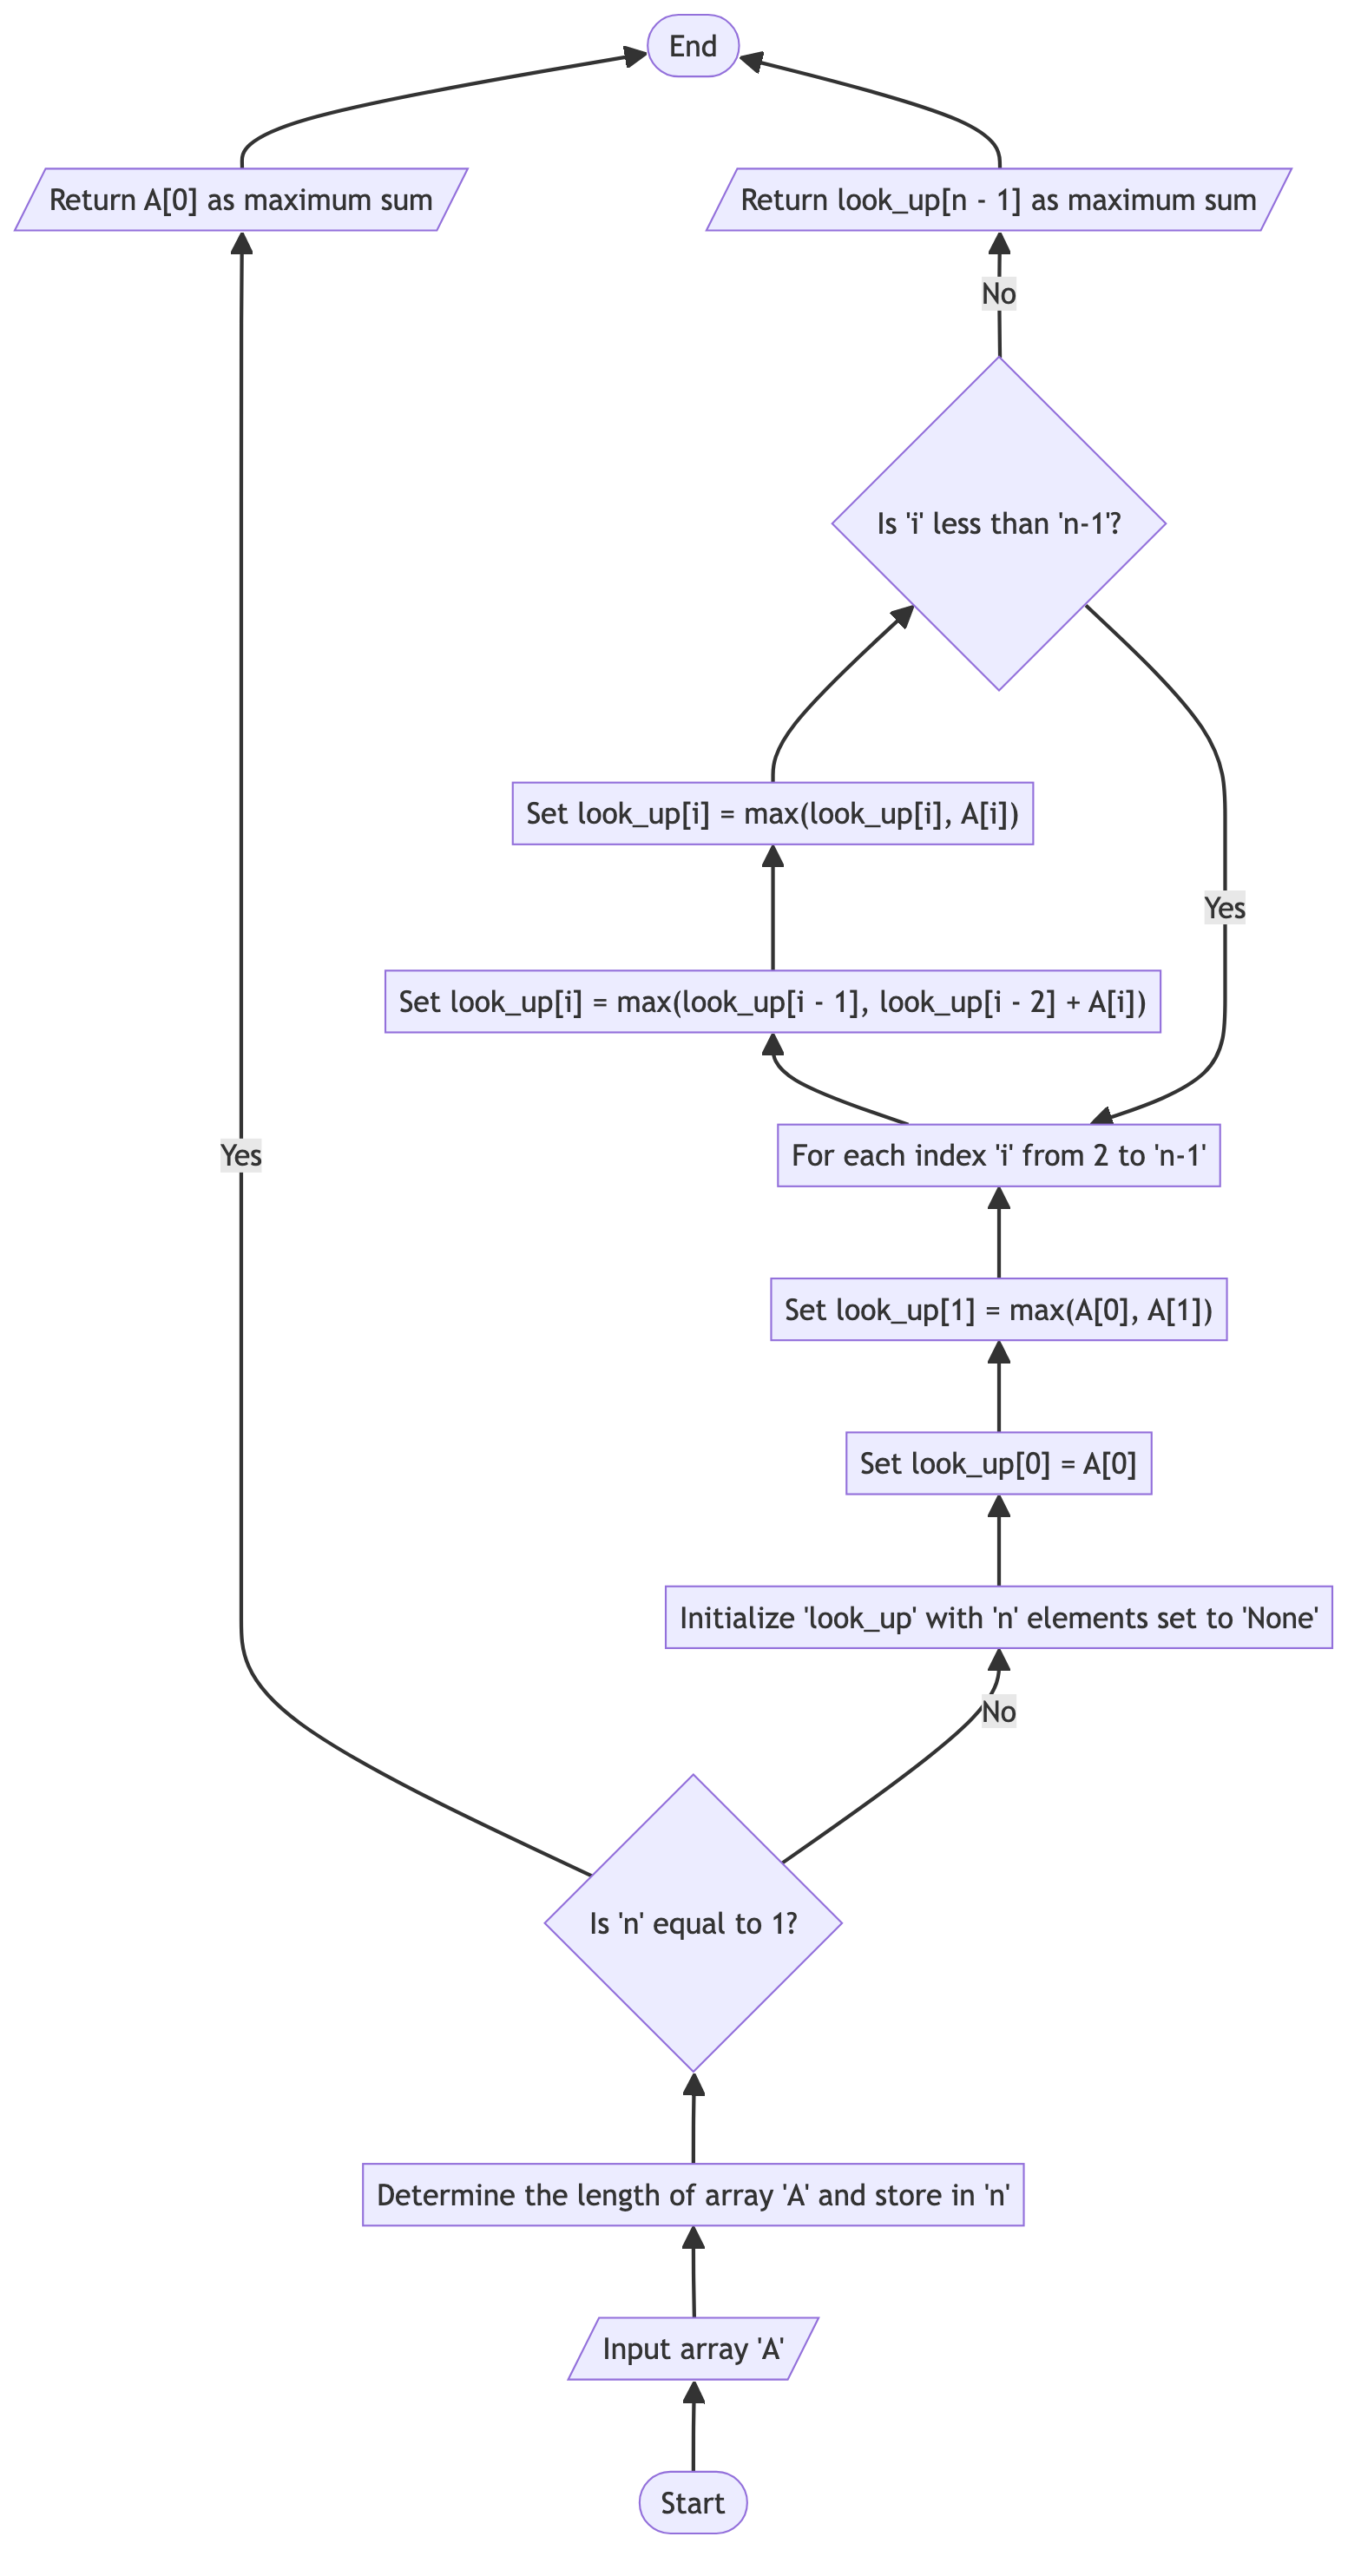 End
Return A[0] as maximum sum
Return look_up[n - 1] as maximum sum
No
Is 'i' less than 'n-1'?
Set look_up[i] = max(look_up[i], A[i])
Yes
Set look_up[i] = max(look_up[i - 1], look_up[i - 2] + A[i])
Yes
For each index 'i' from 2 to 'n-1'
Set look_up[1] = max(A[0], A[1])
Set look_up[0] = A[0]
Initialize 'look_up' with 'n' elements set to 'None'
No
Is 'n' equal to 1?
Determine the length of array 'A' and store in 'n'
Input array 'A'
Start